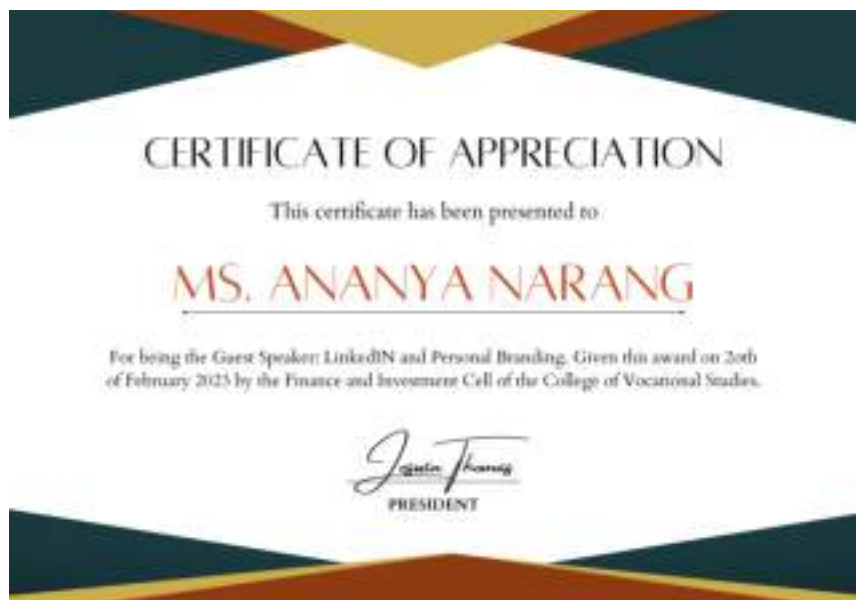 CERTIFICATE OF APPRECIATION
This certificate has been presented to
MS. ANANYA NARANG
For being the Guest Speaker: LinkedIN and Personal Branding. Given this award on 20th
of February 2023 by the Finance and Investment Cell of the College of Vocational Studies.
Thomas
PRESIDENT